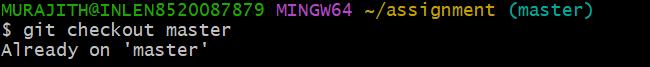 MURAJITH@INLEN8520087879 MINGW64 ~/assignment (master)
$ git checkout master
Already on 'master'